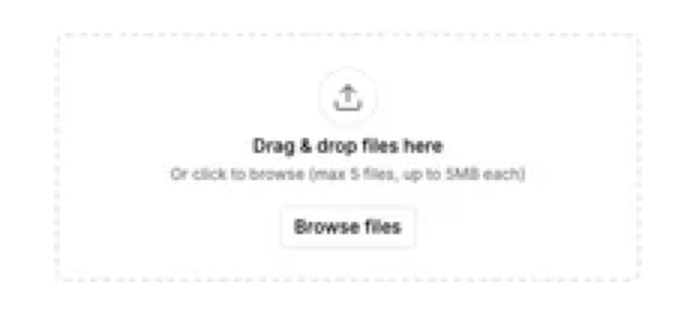 Drag & drop files here
Or click to browse (max 5 files, up to 5MB each)
Browse files